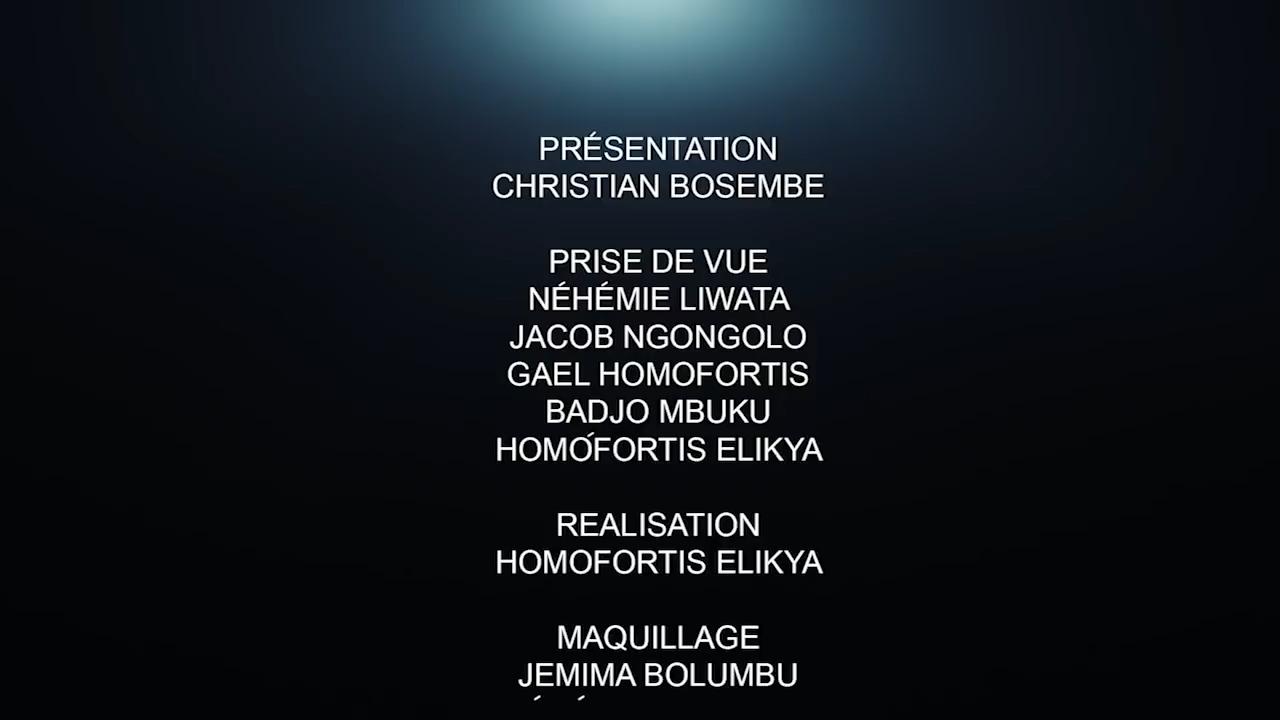 PRÉSENTATION
CHRISTIAN BOSEMBE
PRISE DE VUE
NÉHÉMIE LIWATA
JACOB NGONGOLO
GAEL HOMOFORTIS
BADJO MBUKU
HOMOFORTIS ELIKYA
REALISATION
HOMOFORTIS ELIKYA
MAQUILLAGE
JEMIMA BOLUMBU